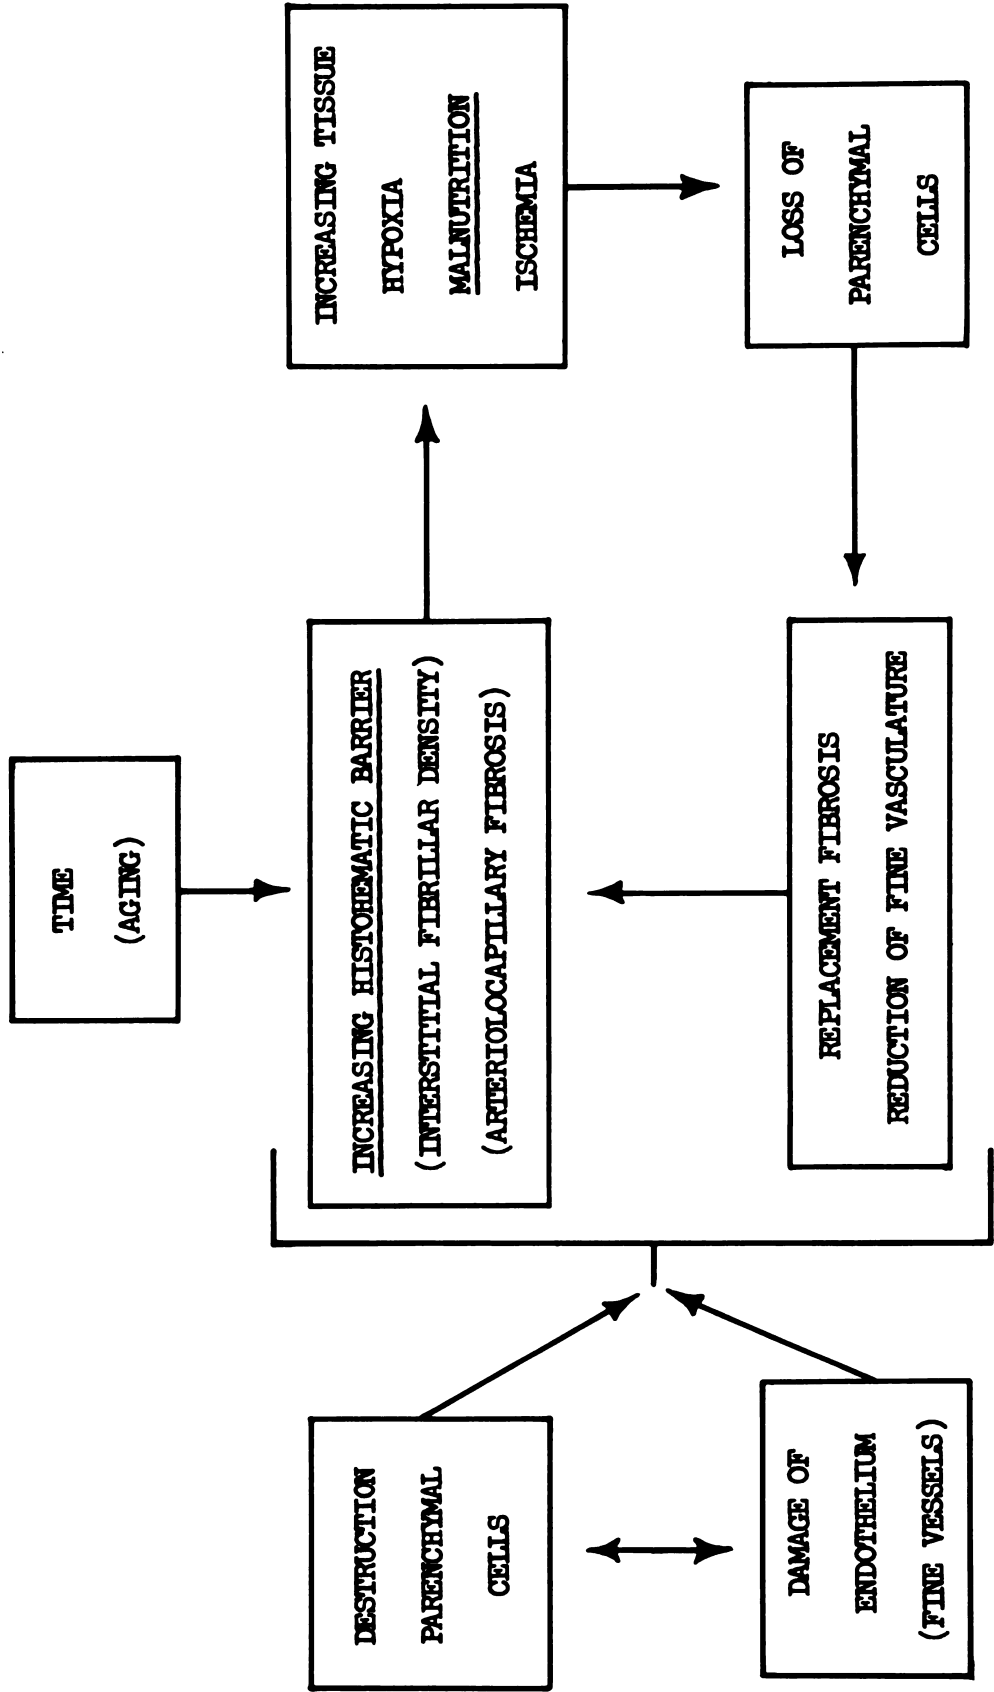 TIME
(AGING)
DESTRUCTION
PARENCHYMAL
CELLS
INCREASING HISTOHEMATIC BARRIER
(INTERSTITIAL FIBRILLAR DENSITY)
(ARTERIOLOCAPILLARY FIBROSIS)
INCREASING TISSUE
HYPOXIA
MALNUTRITION
ISCHEMIA
DAMAGE OF
ENDOTHELIUM
(FINE VESSELS)
REPLACEMENT FIBROSIS
REDUCTION OF FINE VASCULATURE
LOSS OF
PARENCHYMAL
CELLS